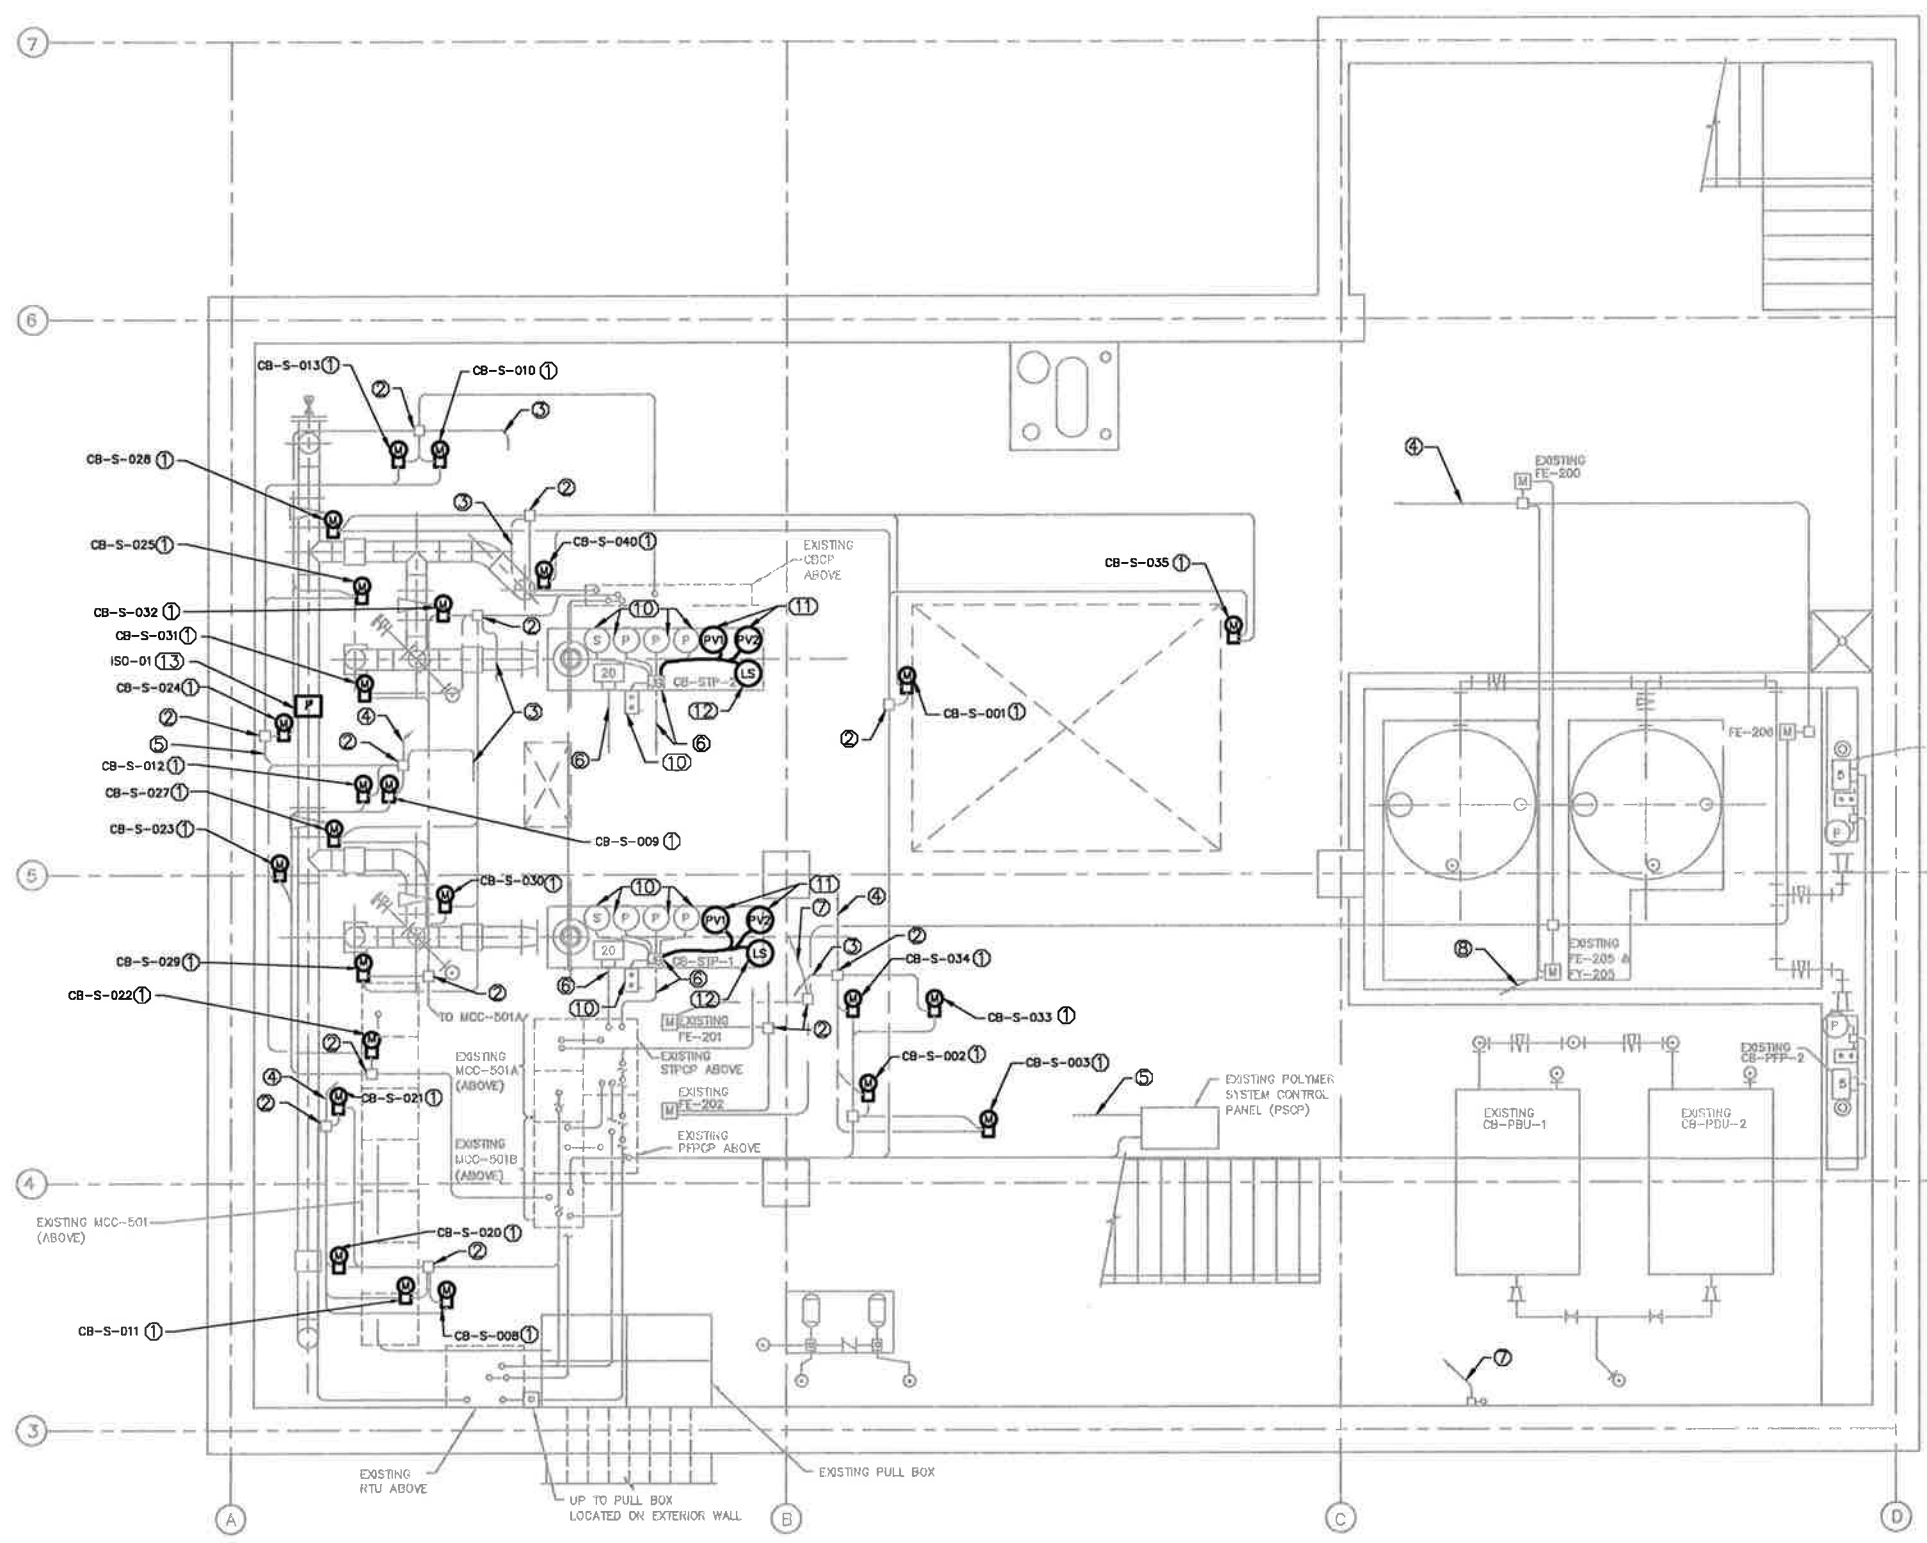 7
6
CB-S-013 1
2
CB-S-010 1
3
CB-S-028 1
M
M
4
EXISTING
FE-200
M
3
2
M
CB-S-025 1
CB-S-040 1
M
EXISTING
CBCP
ABOVE
CB-S-035 1
M
CB-S-032 1
M
10
11
2
M
CB-S-031 1
S
P
P
P
PV1
PV2
ISO-01 13
20
CB-STP-2
LS
M
M
CB-S-024 1
P
12
CB-S-001 1
2
M
4
3
2
FE-206
M
5
2
6
6
10
CB-S-012 1
5
M
M
CB-S-027 1
P
M
CB-S-023 1
CB-S-009 1
M
5
CB-S-030 1
M
10
11
7
4
S
P
P
P
PV1
PV2
2
20
CB-STP-1
LS
3
8
EXISTING
FE-205 &
FY-205
M
CB-S-029 1
M
6
6
CB-S-034 1
CB-S-022 1
2
10
12
M
M
CB-S-033 1
TO MCC-501A
M
EXISTING
FE-201
2
P
M
2
EXISTING
MCC-501A
(ABOVE)
EXISTING
STPCP ABOVE
CB-S-002 1
CB-S-003 1
EXISTING
CB-PFP-2
4
M
CB-S-021 1
2
M
EXISTING
FE-202
M
M
5
EXISTING POLYMER
SYSTEM CONTROL
PANEL (PSCP)
5
EXISTING
CB-PBU-1
EXISTING
CB-PDU-2
EXISTING
MCC-501B
(ABOVE)
EXISTING
PFPCP ABOVE
4
EXISTING MCC-501
(ABOVE)
CB-S-020 1
2
M
M
M
CB-S-011 1
CB-S-008 1
7
3
EXISTING
RTU ABOVE
EXISTING PULL BOX
UP TO PULL BOX
LOCATED ON EXTERIOR WALL
A
B
C
D